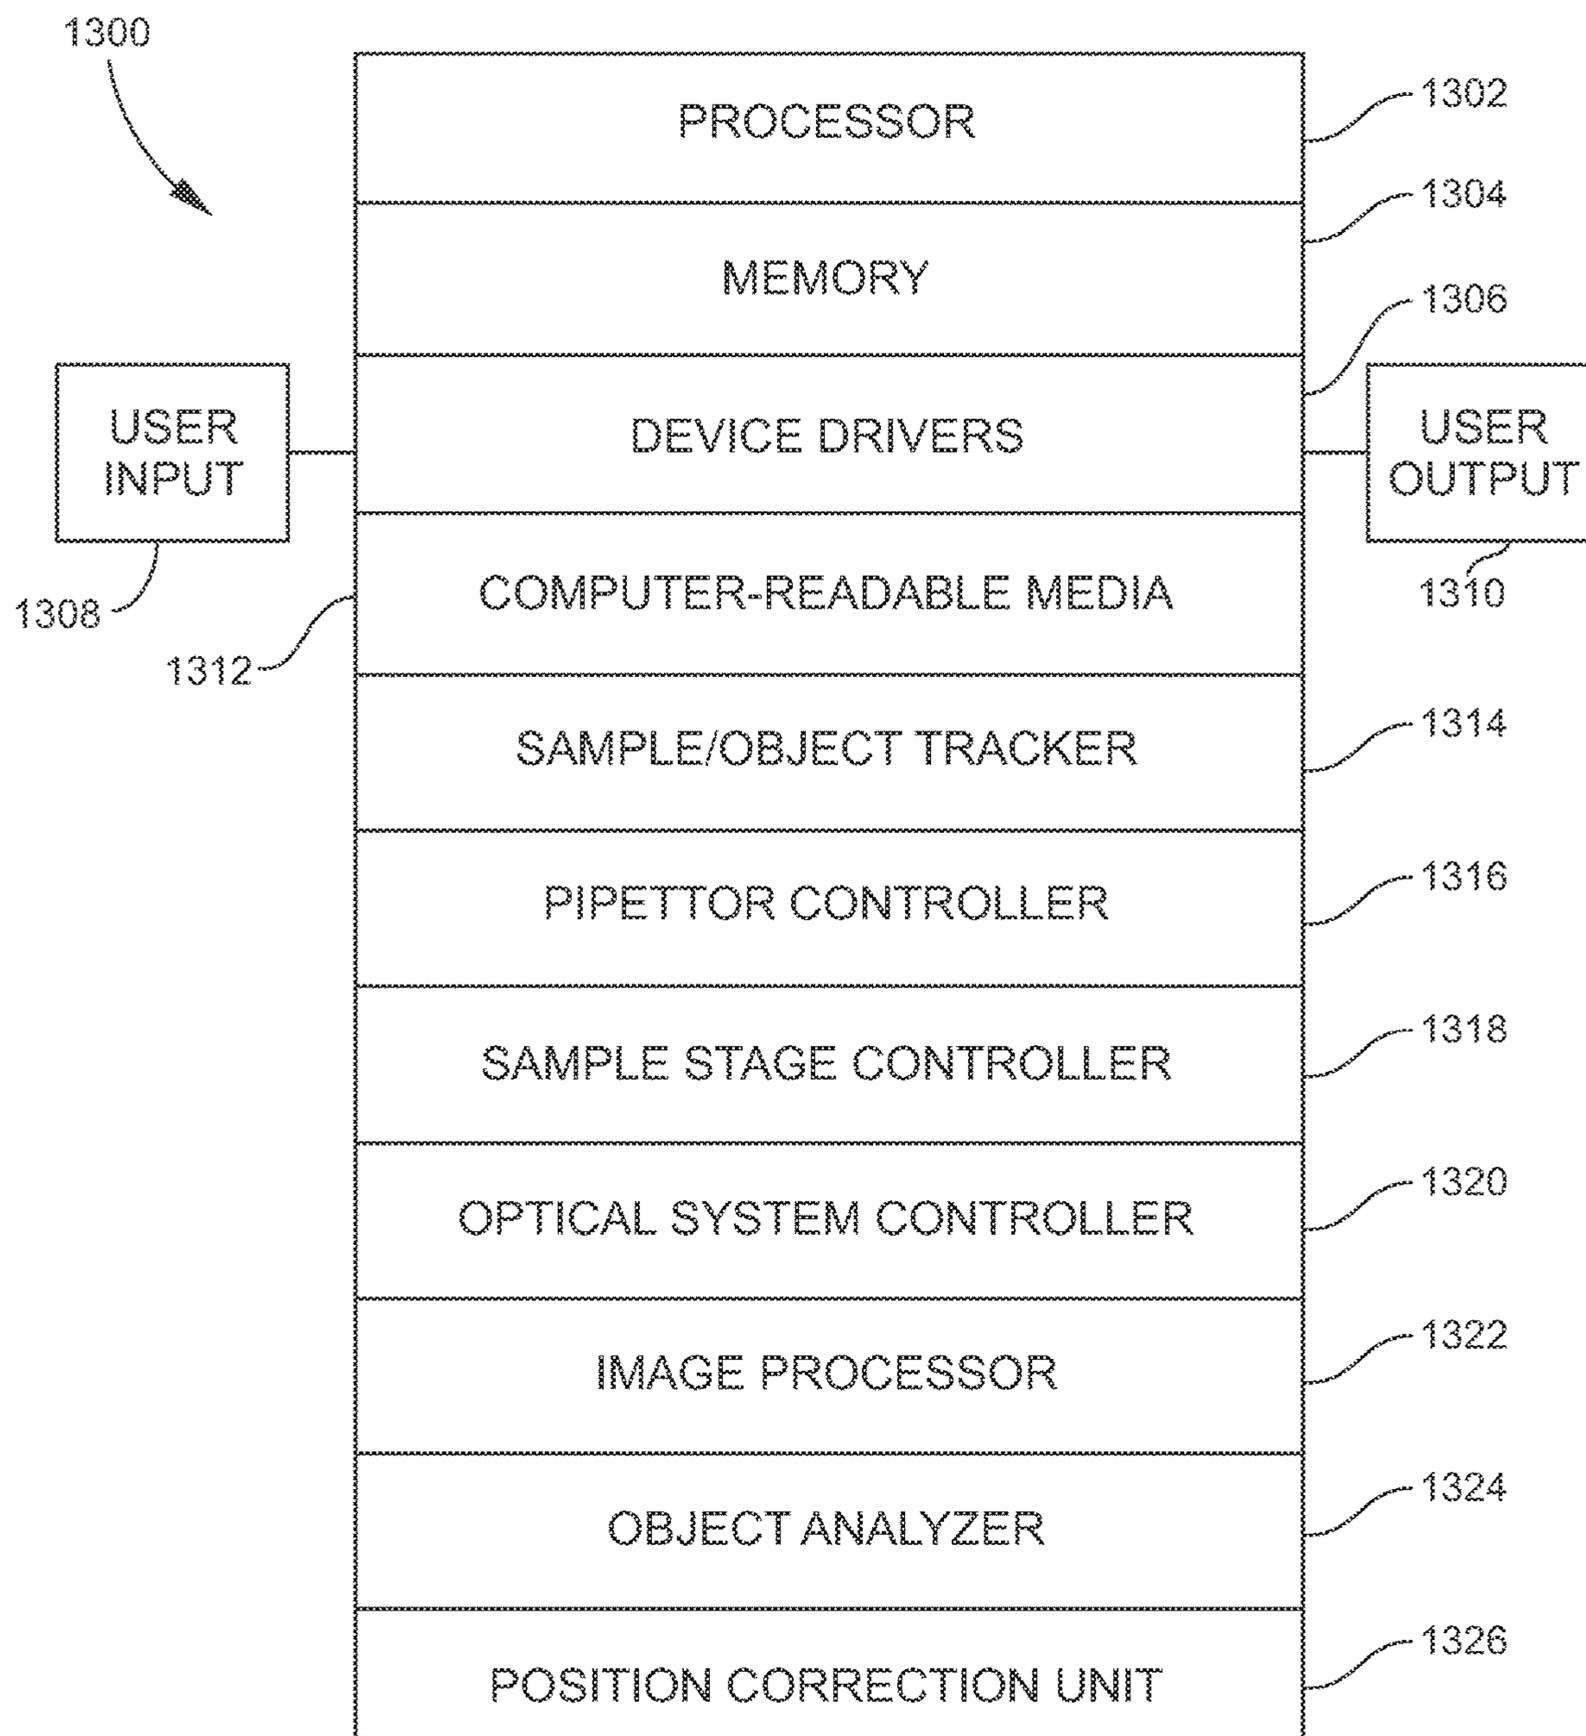 1300
PROCESSOR
1302
1304
MEMORY
1306
USER
INPUT
DEVICE DRIVERS
USER
OUTPUT
1308
COMPUTER-READABLE MEDIA
1310
1312
SAMPLE/OBJECT TRACKER
1314
PIPETTOR CONTROLLER
1316
SAMPLE STAGE CONTROLLER
1318
OPTICAL SYSTEM CONTROLLER
1320
IMAGE PROCESSOR
1322
OBJECT ANALYZER
1324
POSITION CORRECTION UNIT
1326